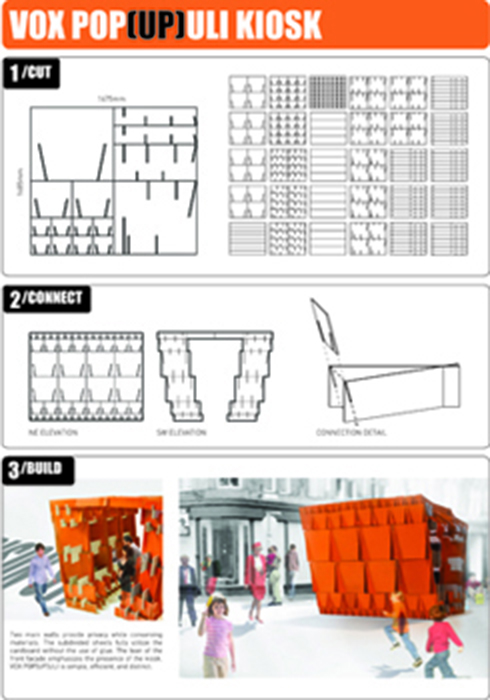 VOX POP(UP)ULI KIOSK
1/CUT
1675mm
2/CONNECT
NE ELEVATION
SW ELEVATION
CONNECTION DETAIL
3/BUILD
Two main walls provide privacy while conserving
materials. The subdivided sheets fully utilize the
cardboard without the use of glue. The lean of the
front facade emphasizes the presence of the kiosk.
VOX POP(UP)ULI is simple, efficient, and distinct.